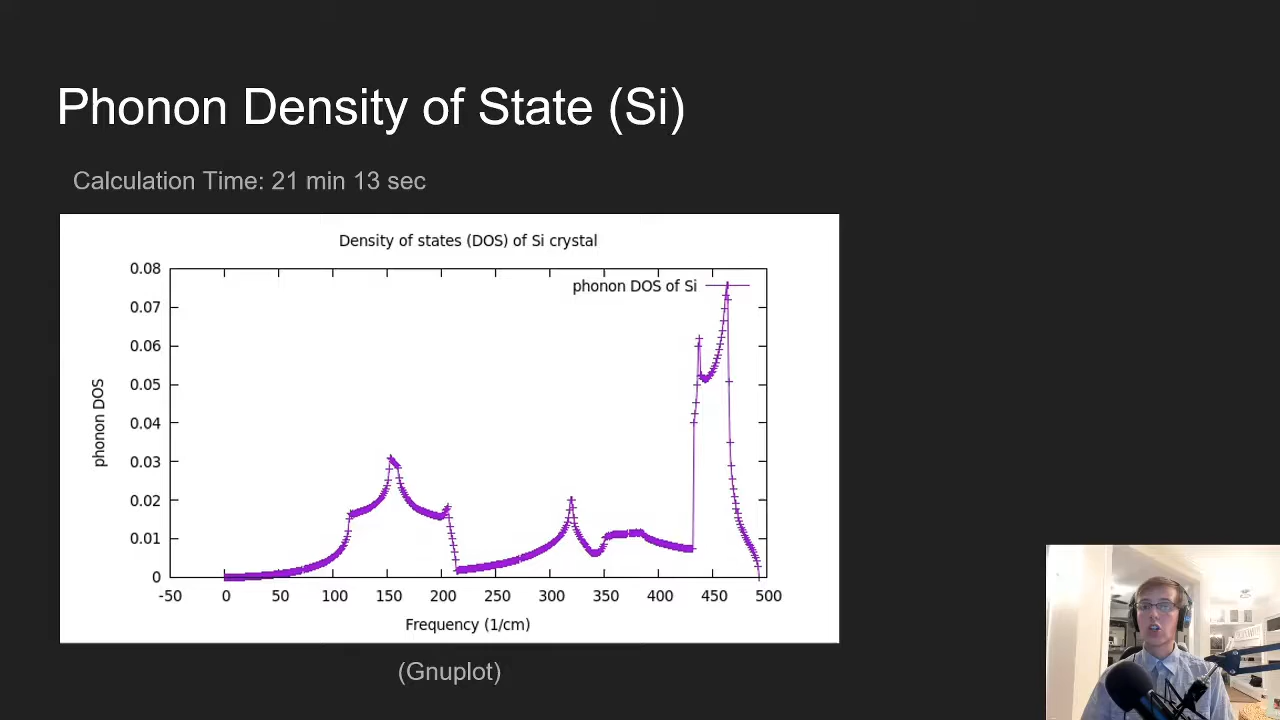 Phonon Density of State (Si)
Calculation Time: 21 min 13 sec
Density of states (DOS) of Si crystal
phonon DOS of Si
0.08
0.07
0.06
0.05
0.04
0.03
0.02
0.01
0
phonon DOS
-50 0 50 100 150 200 250 300 350 400 450 500
Frequency (1/cm)
(Gnuplot)